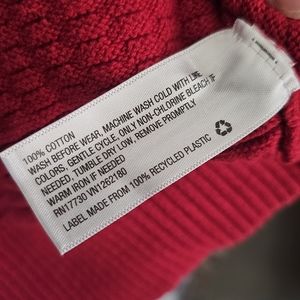 100% COTTON
WASH BEFORE WEAR, MACHINE WASH COLD WITH LIKE
COLORS, GENTLE CYCLE. ONLY NON-CHLORINE BLEACH IF
NEEDED, TUMBLE DRY LOW, REMOVE PROMPTLY
WARM IRON IF NEEDED
RN17730 VN1262180
LABEL MADE FROM 100% RECYCLED PLASTIC